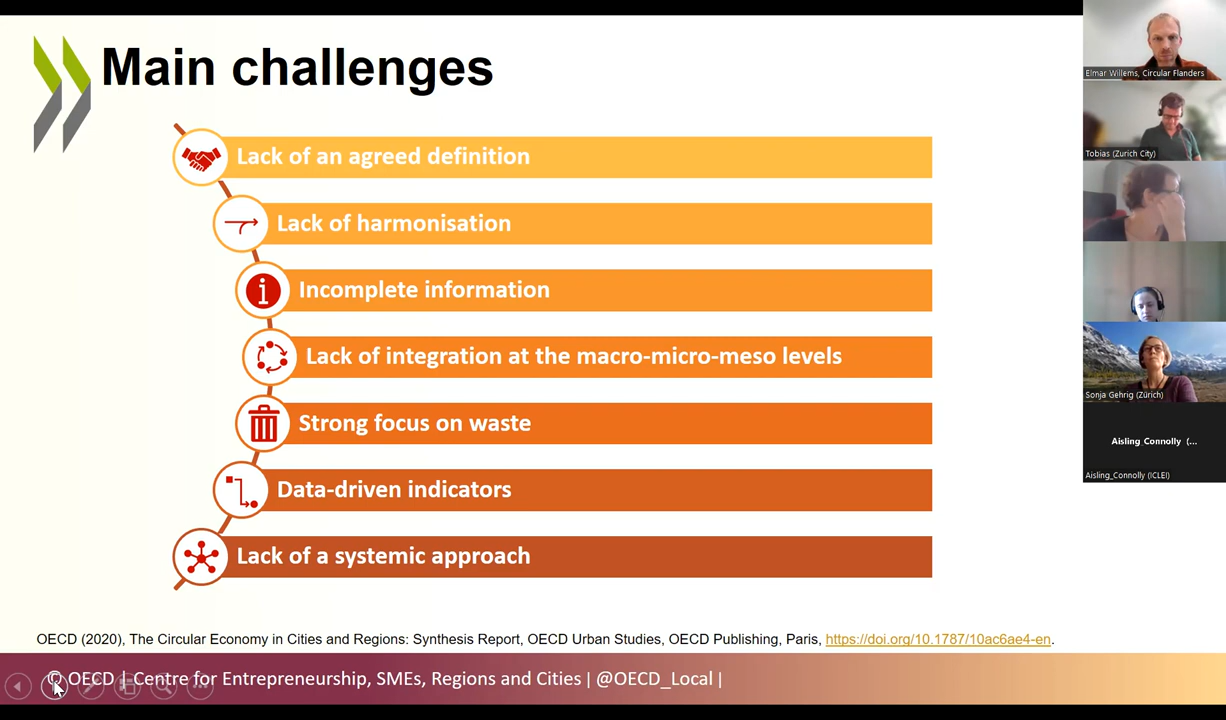 Main challenges
Lack of an agreed definition
Lack of harmonisation
Incomplete information
Lack of integration at the macro-micro-meso levels
Strong focus on waste
Data-driven indicators
Lack of a systemic approach
OECD (2020), The Circular Economy in Cities and Regions: Synthesis Report, OECD Urban Studies, OECD Publishing, Paris, https://doi.org/10.1787/10ac6ae4-en.
© OECD | Centre for Entrepreneurship, SMEs, Regions and Cities | @OECD_Local |
Elmar Willems, Circular Flanders
Tobias (Zurich City)
Sonja Gehrig (Zürich)
Aisling Connolly (...
Aisling_Connolly (ICLEI)